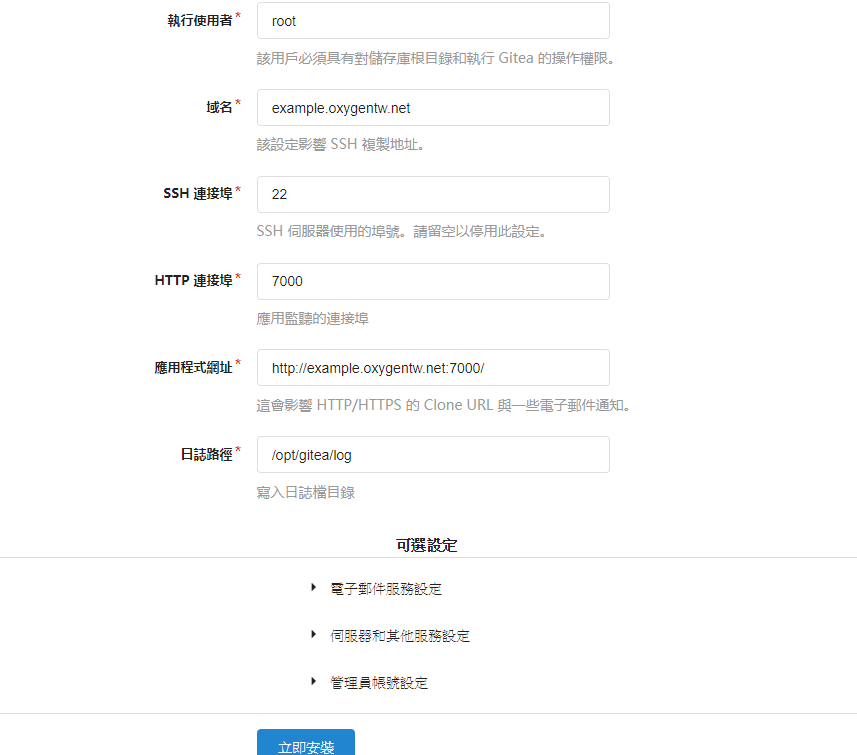 執行使用者* root
該用戶必須具有對儲存庫根目錄和執行 Gitea 的操作權限。
域名* example.oxygentw.net
該設定影響 SSH 複製地址。
SSH 連接埠* 22
SSH 伺服器使用的埠號。請留空以停用此設定。
HTTP 連接埠* 7000
應用監聽的連接埠
應用程式網址* http://example.oxygentw.net:7000/
這會影響 HTTP/HTTPS 的 Clone URL 與一些電子郵件通知。
日誌路徑* /opt/gitea/log
寫入日誌檔目錄
可選設定
電子郵件服務設定
伺服器和其他服務設定
管理員帳號設定
立即安裝